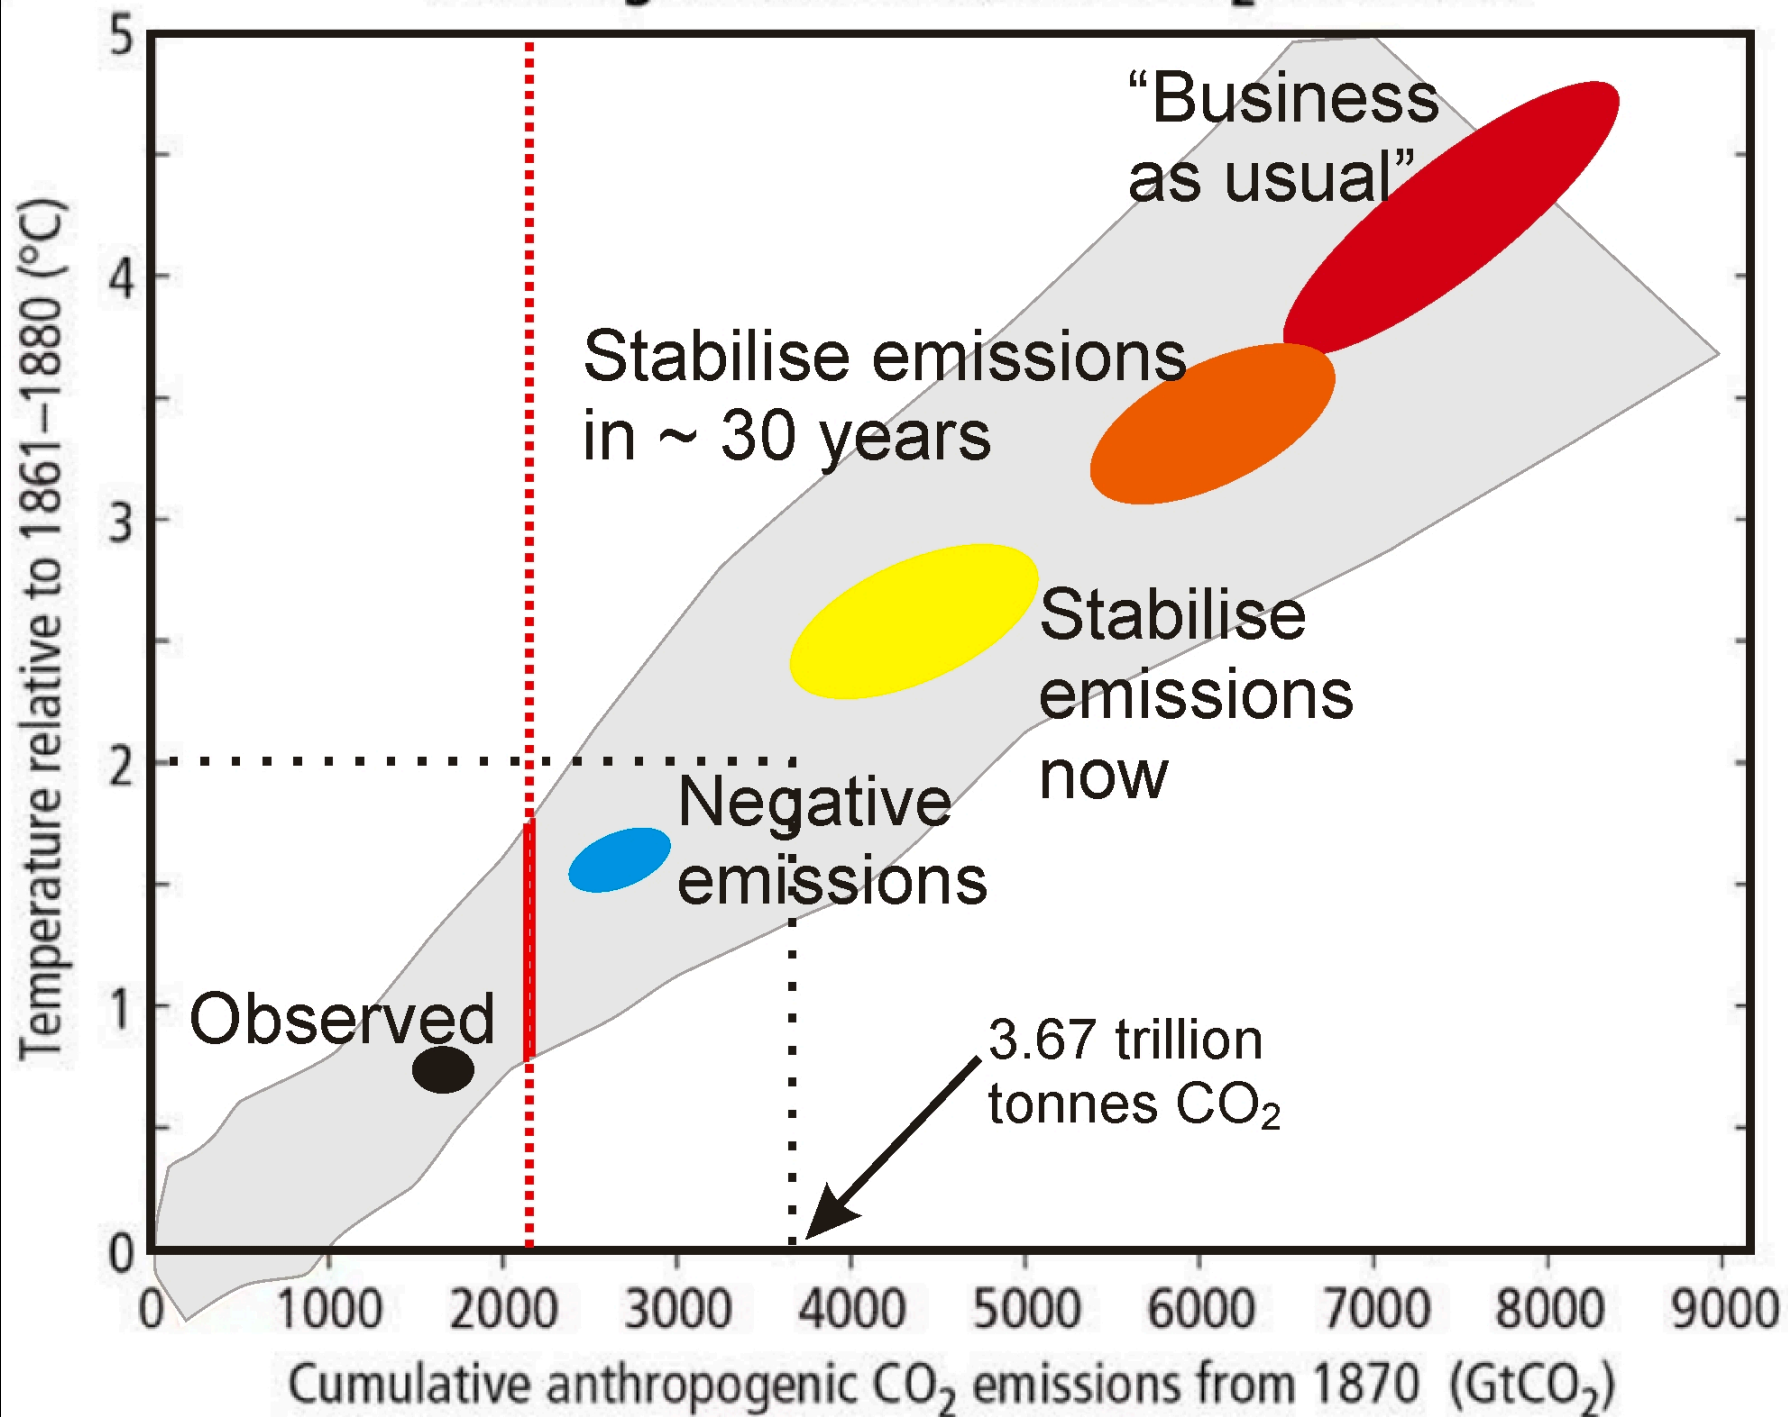 5
4
3
2
1
0
Temperature relative to 1861–1880 (°C)
“Business
as usual”
Stabilise emissions
in ~ 30 years
Stabilise
emissions
now
Negative
emissions
Observed
3.67 trillion
tonnes CO₂
0 1000 2000 3000 4000 5000 6000 7000 8000 9000
Cumulative anthropogenic CO₂ emissions from 1870 (GtCO₂)